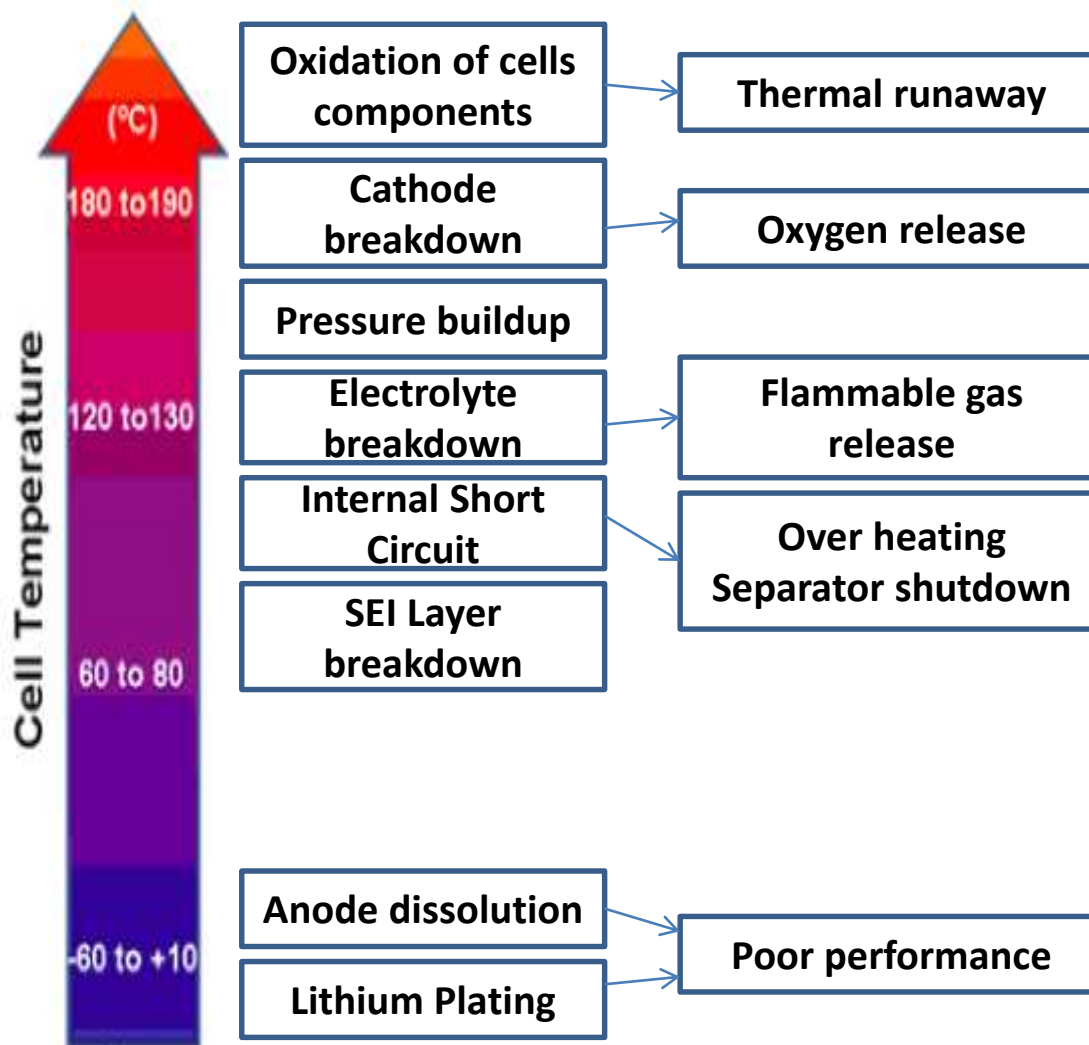 Cell Temperature
(ºC)
180 to190
120 to130
60 to 80
-60 to +10
Oxidation of cells
components
Thermal runaway
Cathode
breakdown
Oxygen release
Pressure buildup
Electrolyte
breakdown
Flammable gas
release
Internal Short
Circuit
Over heating
Separator shutdown
SEI Layer
breakdown
Anode dissolution
Lithium Plating
Poor performance